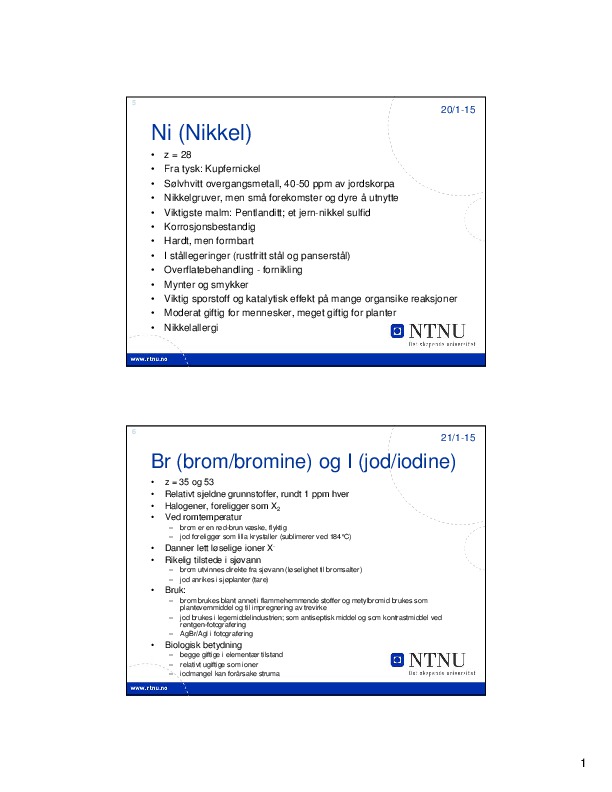 5
20/1-15
Ni (Nikkel)
• z = 28
• Fra tysk: Kupfernickel
• Sølvhvitt overgangsmetall, 40-50 ppm av jordskorpa
• Nikkelgruver, men små forekomster og dyre å utnytte
• Viktigste malm: Pentlanditt; et jern-nikkel sulfid
• Korrosjonsbestandig
• Hardt, men formbart
• I stållegeringer (rustfritt stål og panserstål)
• Overflatebehandling - fornikling
• Mynter og smykker
• Viktig sporstoff og katalytisk effekt på mange organsike reaksjoner
• Moderat giftig for mennesker, meget giftig for planter
• Nikkelallergi
NTNU
Det skapende universitet
www.ntnu.no
6
21/1-15
Br (brom/bromine) og I (jod/iodine)
• z = 35 og 53
• Relativt sjeldne grunnstoffer, rundt 1 ppm hver
• Halogener, foreligger som X₂
• Ved romtemperatur
– brom er en rød-brun væske, flyktig
– jod foreligger som lilla krystaller (sublimerer ved 184°C)
• Danner lett løselige ioner X⁻
• Rikelig tilstede i sjøvann
– brom utvinnes direkte fra sjøvann (løselighet til bromsalter)
– jod anrikes i sjøplanter (tare)
• Bruk:
– brom brukes blant annet i flammehemmende stoffer og metylbromid brukes som
plantevernmiddel og til impregnering av trevirke
– jod brukes i legemiddelindustrien; som antiseptisk middel og som kontrastmiddel ved
røntgen-fotografering
– AgBr/AgI i fotografering
• Biologisk betydning
– begge giftige i elementær tilstand
– relativt ugiftige som ioner
– iodmangel kan forårsake struma
NTNU
Det skapende universitet
www.ntnu.no
1